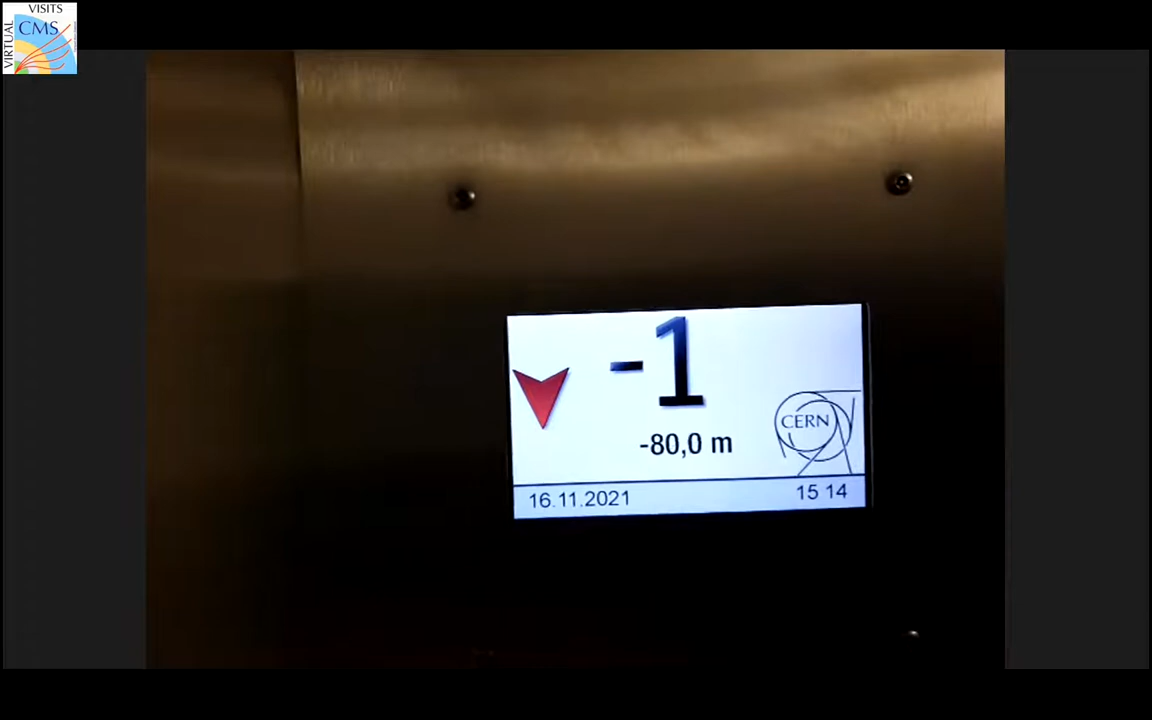 VISITS
VIRTUAL
CMS
-1
-80,0 m
CERN
16.11.2021
15 14